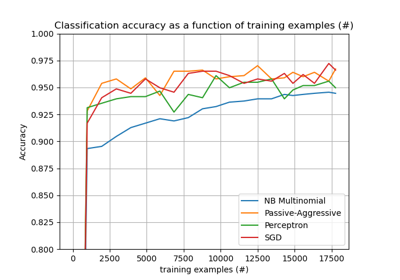 Classification accuracy as a function of training examples (#)
1.000
0.975
0.950
0.925
0.900
0.875
0.850
0.825
0.800
Accuracy
NB Multinomial
Passive-Aggressive
Perceptron
SGD
0 2500 5000 7500 10000 12500 15000 17500
training examples (#)